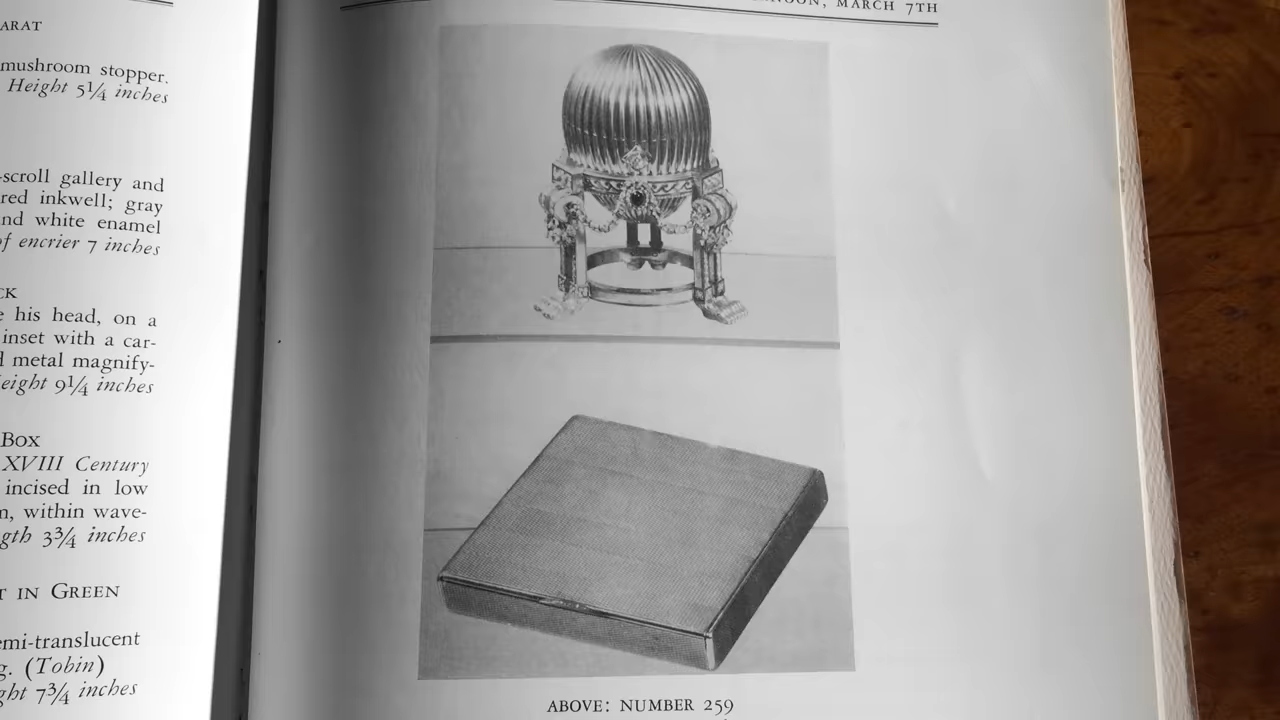 ARAT
mushroom stopper.
Height 5¼ inches
-scroll gallery and
red inkwell; gray
nd white enamel
of encrier 7 inches
CK
e his head, on a
inset with a car-
d metal magnify-
eight 9¼ inches
Box
XVIII Century
incised in low
n, within wave-
gth 3¾ inches
T IN GREEN
emi-translucent
g. (Tobin)
ght 7¾ inches
NOON, MARCH 7TH
ABOVE: NUMBER 259